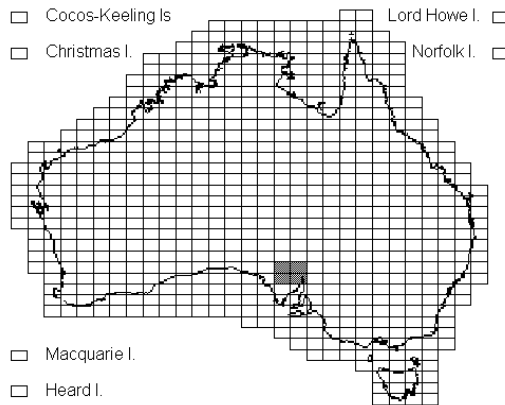 Cocos-Keeling Is
Lord Howe I.
Christmas I.
Norfolk I.
Macquarie I.
Heard I.